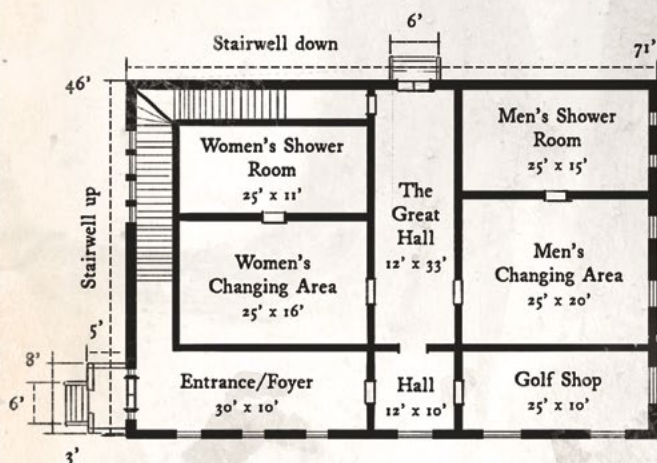 6'
Stairwell down
71'
46'
Men's Shower
Room
25' x 15'
Women's Shower
Room
25' x 11'
The
Great
Hall
12' x 33'
Stairwell up
Women's
Changing Area
25' x 16'
Men's
Changing Area
25' x 20'
5'
8'
6'
3'
Entrance/Foyer
30' x 10'
Hall
12' x 10'
Golf Shop
25' x 10'